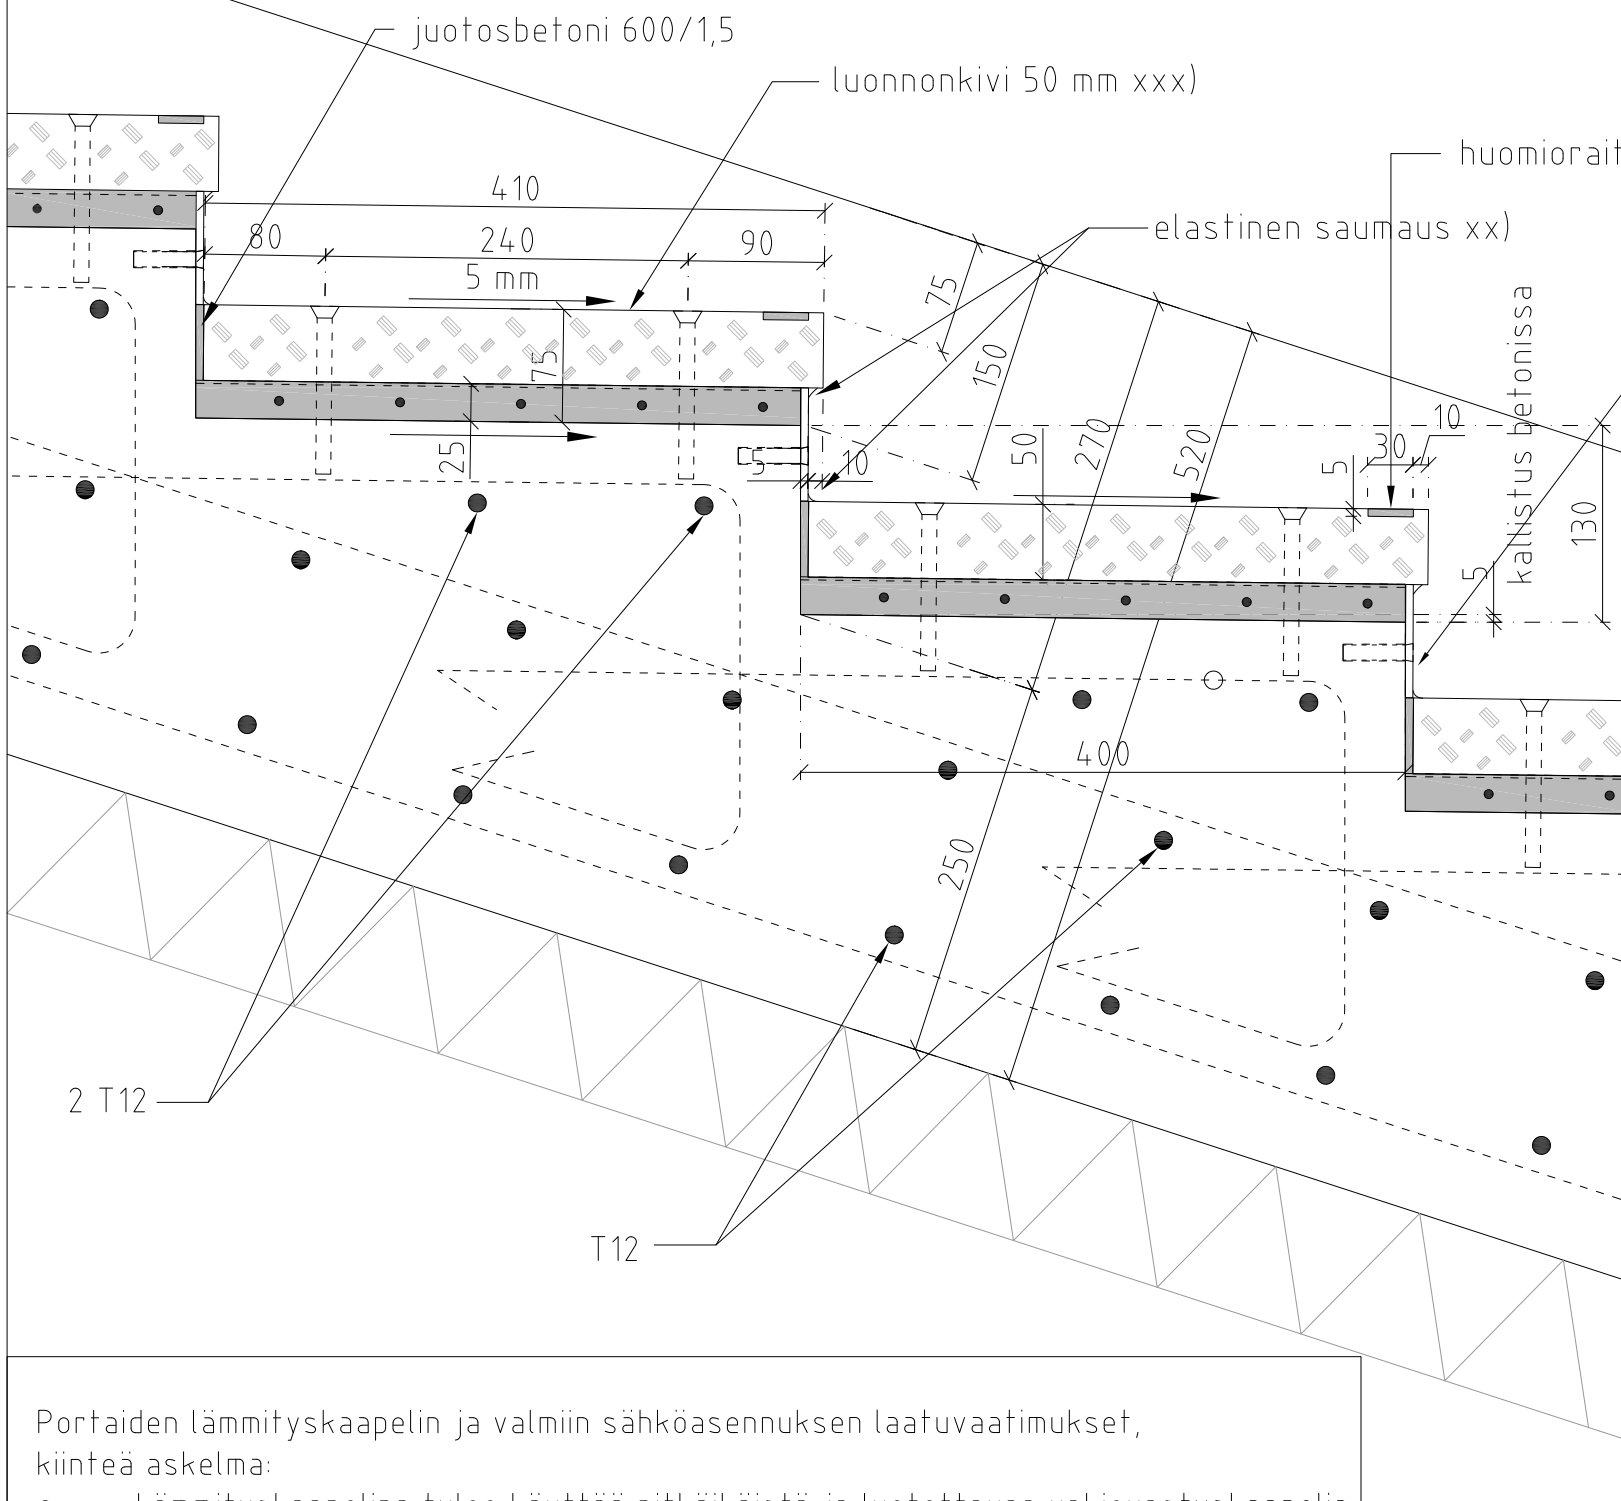 juotosbetoni 600/1,5
luonnonkivi 50 mm xxx)
410
80
240
90
5 mm
75
25
elastinen saumaus xx)
75
150
270
520
50
5
10
5
30
10
kallistus betonissa
130
5
400
250
2 T12
T12
Portaiden lämmityskaapelin ja valmiin sähköasennuksen laatuvaatimukset,
kiinteä askelma: